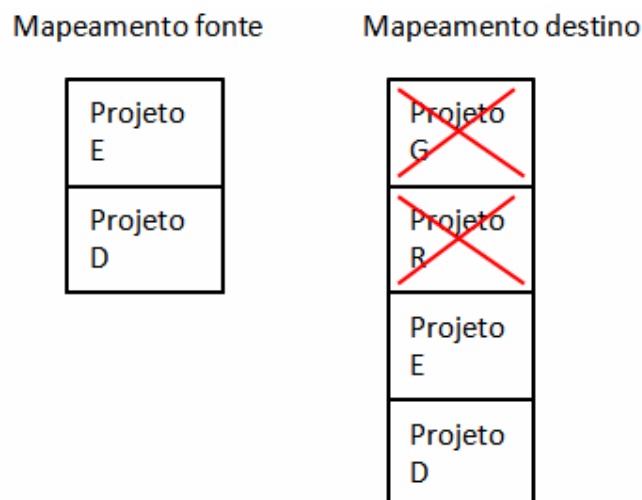 Mapeamento fonte
Mapeamento destino
Projeto
E
Projeto
D
Projeto
G
Projeto
R
Projeto
E
Projeto
D